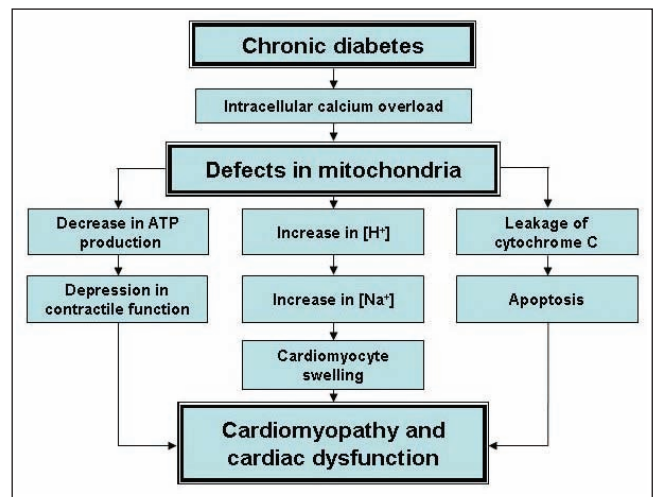 Chronic diabetes
Intracellular calcium overload
Defects in mitochondria
Decrease in ATP
production
Increase in [H⁺]
Leakage of
cytochrome C
Depression in
contractile function
Increase in [Na⁺]
Apoptosis
Cardiomyocyte
swelling
Cardiomyopathy and
cardiac dysfunction